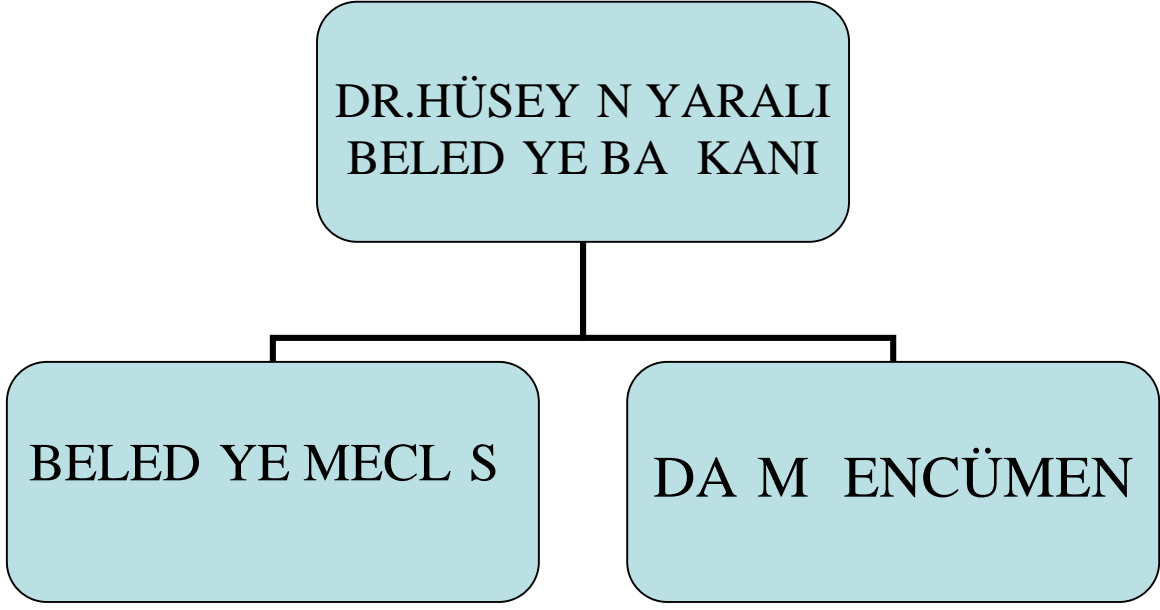 DR.HÜSEY N YARALI
BELED YE BA KANI
BELED YE MECL S
DA M ENCÜMEN